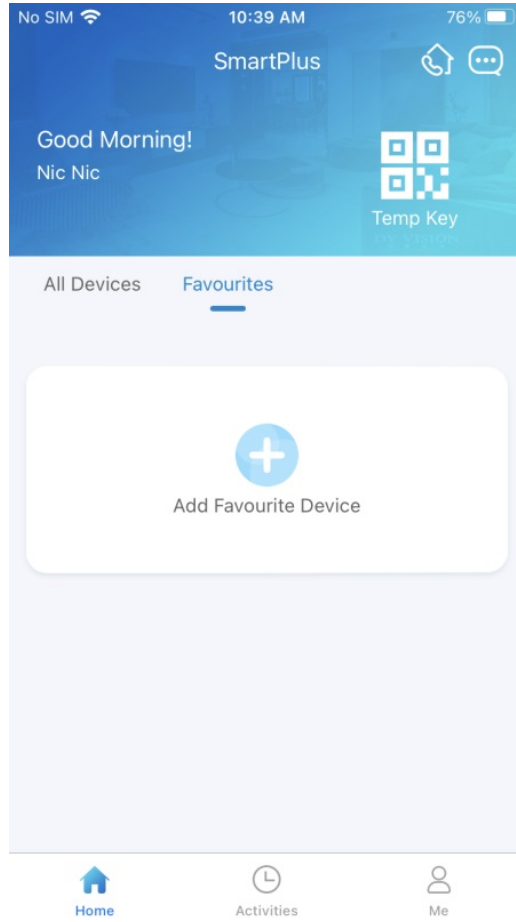 No SIM 10:39 AM 76%
SmartPlus
Good Morning!
Nic Nic
Temp Key
All Devices Favourites
Add Favourite Device
Home Activities Me